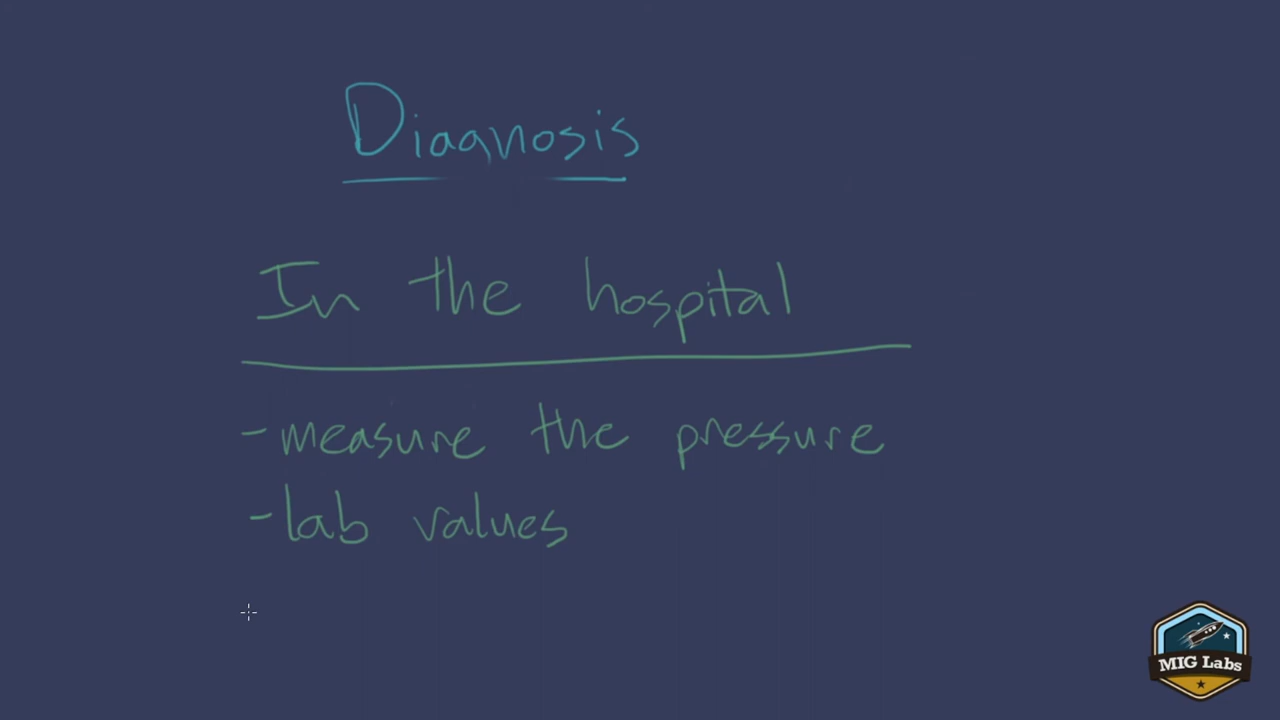 Diagnosis
In the hospital
-measure the pressure
-lab values
MIG Labs